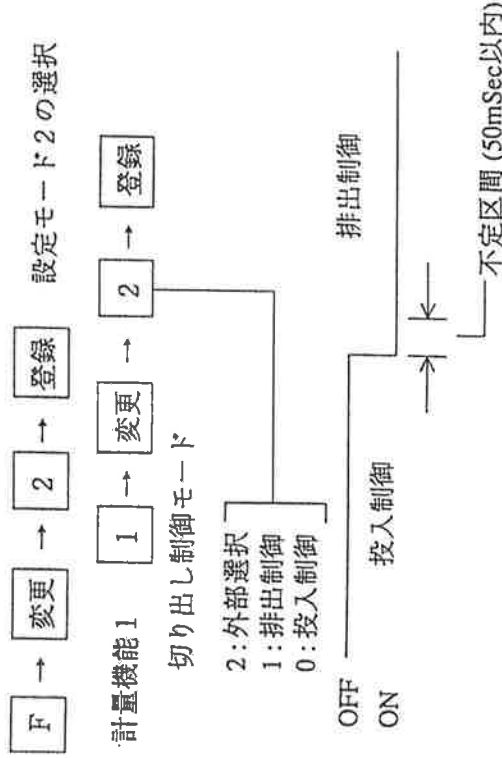 F → 変更 → 2 → 登録 設定モード2の選択
計量機能1 1 → 変更 → 2 → 登録
切り出し制御モード
2:外部選択
1:排出制御
0:投入制御
OFF
ON
投入制御
排出制御
不定区間 (50mSec以内)